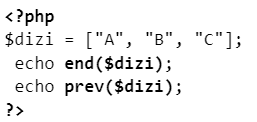 <?php
$dizi = ["A", "B", "C"];
echo end($dizi);
echo prev($dizi);
?>